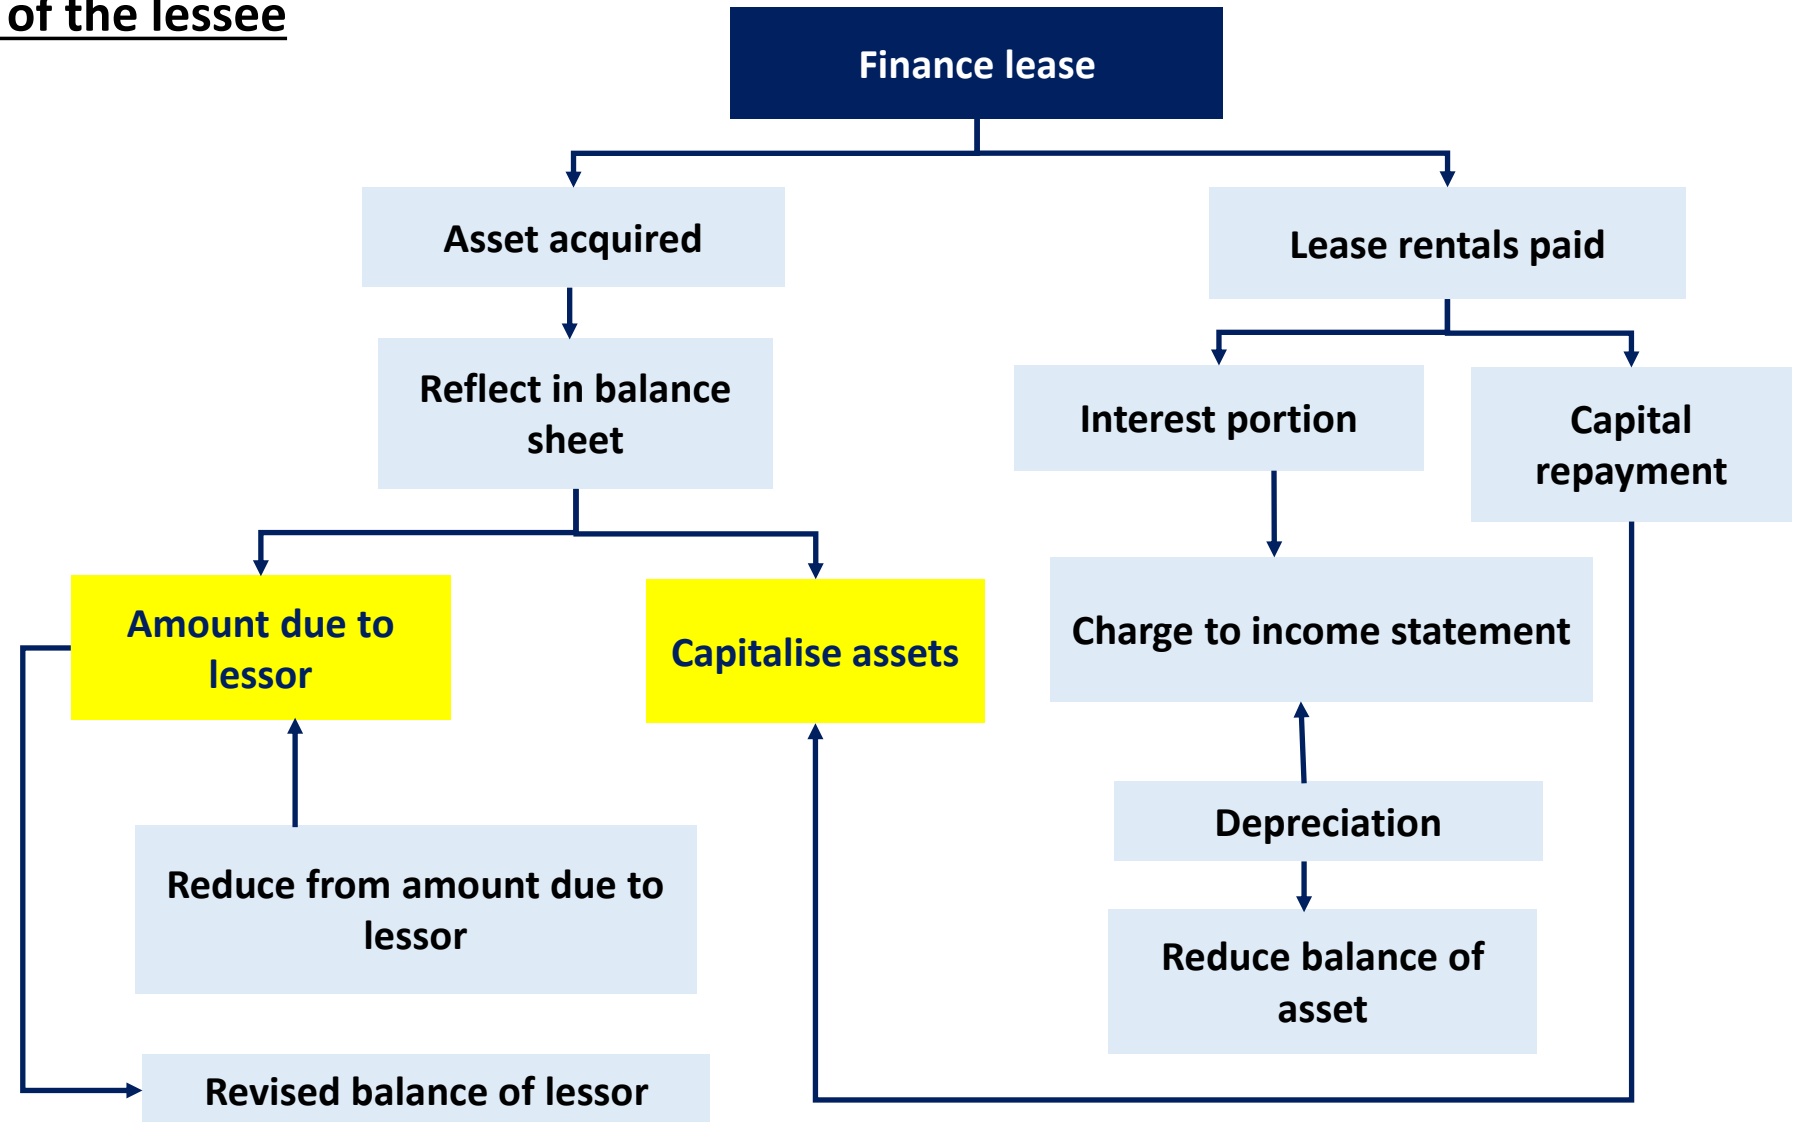 of the lessee
Finance lease
Asset acquired
Lease rentals paid
Reflect in balance
sheet
Interest portion
Capital
repayment
Amount due to
lessor
Capitalise assets
Charge to income statement
Depreciation
Reduce from amount due to
lessor
Reduce balance of
asset
Revised balance of lessor